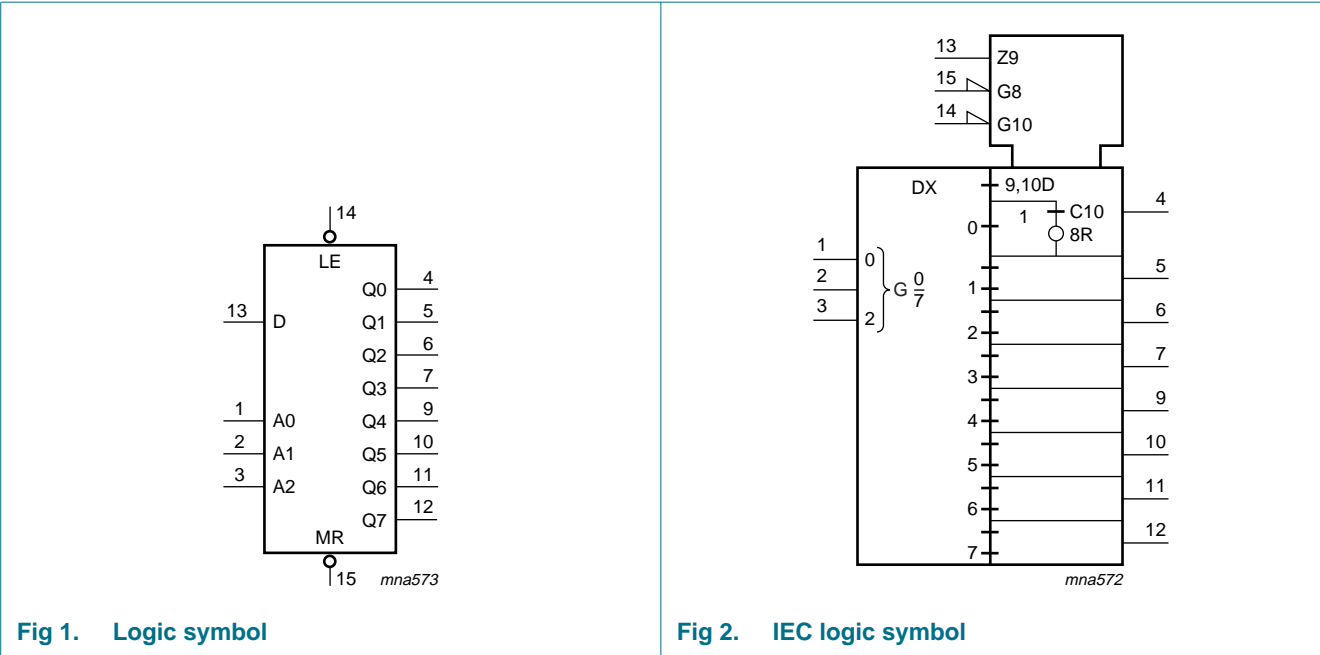 14
LE
Q0 4
13 D
Q1 5
Q2 6
Q3 7
1 A0
Q4 9
2 A1
Q5 10
3 A2
Q6 11
Q7 12
MR
15 mna573
Fig 1. Logic symbol
13 Z9
15 G8
14 G10
DX 9,10D
4
0 1 C10
8R
1 0
2 G 0/7
3 2
5
1
6
2
7
3
9
4
10
5
11
6
12
7
mna572
Fig 2. IEC logic symbol